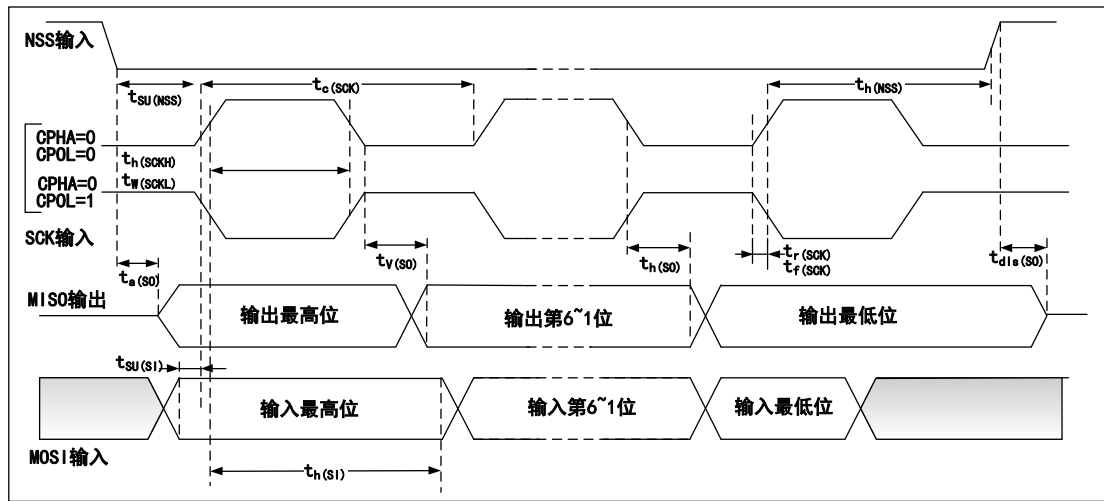 NSS输入
tSU(NSS)
tc(SCK)
th(NSS)
CPHA=0
CPOL=0
th(SCKH)
CPHA=0
tW(SCKL)
CPOL=1
SCK输入
ta(SO)
tV(SO)
th(SO)
tr(SCK)
tf(SCK)
tdis(SO)
MISO输出
输出最高位
输出第6~1位
输出最低位
tSU(SI)
输入最高位
输入第6~1位
输入最低位
MOSI输入
th(SI)